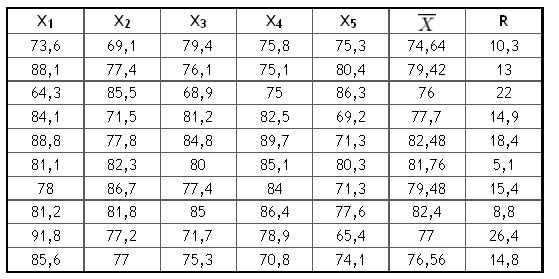 X₁ X₂ X₃ X₄ X₅ X̅ R
73,6 69,1 79,4 75,8 75,3 74,64 10,3
88,1 77,4 76,1 75,1 80,4 79,42 13
64,3 85,5 68,9 75 86,3 76 22
84,1 71,5 81,2 82,5 69,2 77,7 14,9
88,8 77,8 84,8 89,7 71,3 82,48 18,4
81,1 82,3 80 85,1 80,3 81,76 5,1
78 86,7 77,4 84 71,3 79,48 15,4
81,2 81,8 85 86,4 77,6 82,4 8,8
91,8 77,2 71,7 78,9 65,4 77 26,4
85,6 77 75,3 70,8 74,1 76,56 14,8